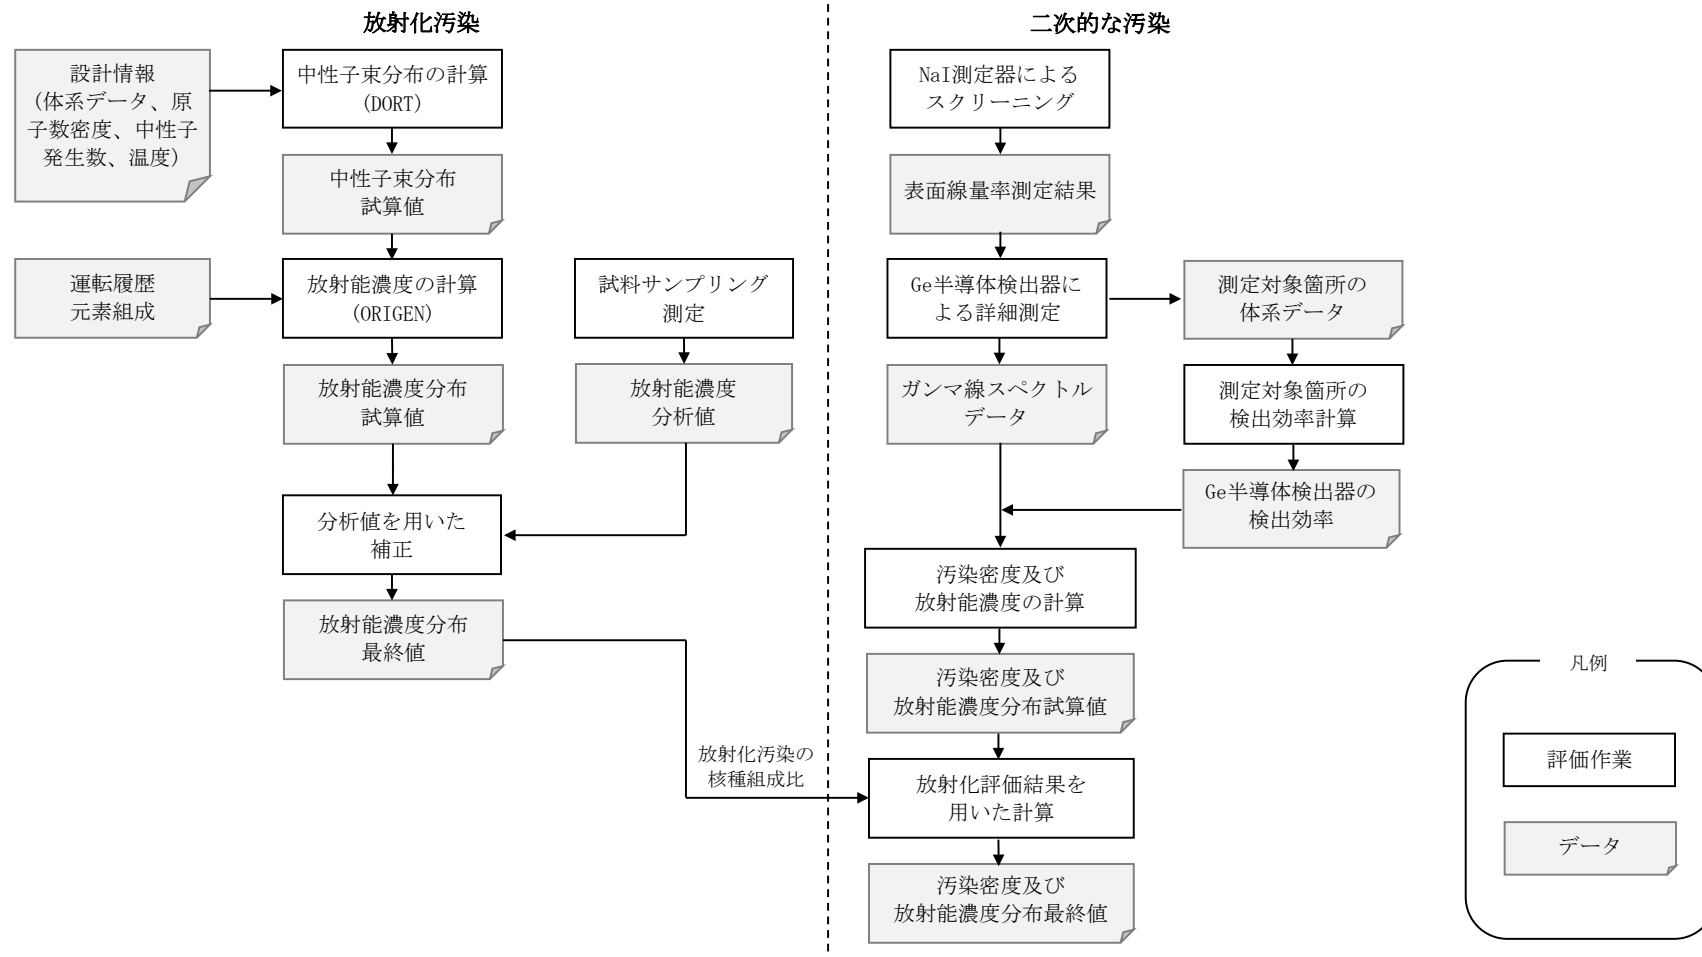 放射化汚染
設計情報
（体系データ、原
子数密度、中性子
発生数、温度）
中性子束分布の計算
(DORT)
中性子束分布
試算値
運転履歴
元素組成
放射能濃度の計算
(ORIGEN)
試料サンプリング
測定
放射能濃度分布
試算値
放射能濃度
分析値
分析値を用いた
補正
放射能濃度分布
最終値
放射化汚染の
核種組成比
二次的な汚染
NaI測定器による
スクリーニング
表面線量率測定結果
Ge半導体検出器に
よる詳細測定
測定対象箇所の
体系データ
ガンマ線スペクトル
データ
測定対象箇所の
検出効率計算
Ge半導体検出器の
検出効率
汚染密度及び
放射能濃度の計算
汚染密度及び
放射能濃度分布試算値
放射化評価結果を
用いた計算
汚染密度及び
放射能濃度分布最終値
凡例
評価作業
データ